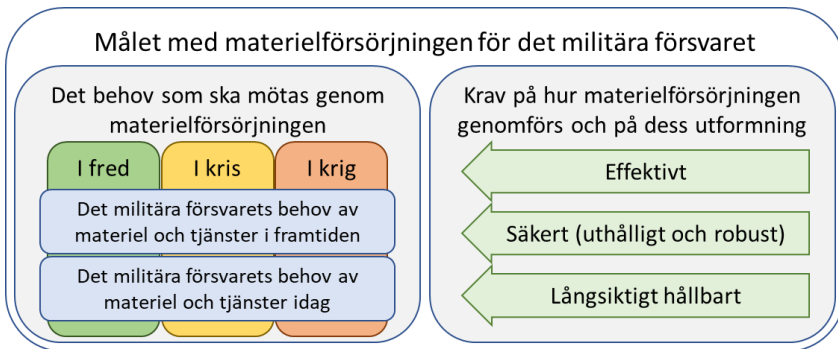 Målet med materielförsörjningen för det militära försvaret
Det behov som ska mötas genom
materielförsörjningen
I fred
I kris
I krig
Det militära försvarets behov av
materiel och tjänster i framtiden
Det militära försvarets behov av
materiel och tjänster idag
Krav på hur materielförsörjningen
genomförs och på dess utformning
Effektivt
Säkert (uthålligt och robust)
Långsiktigt hållbart